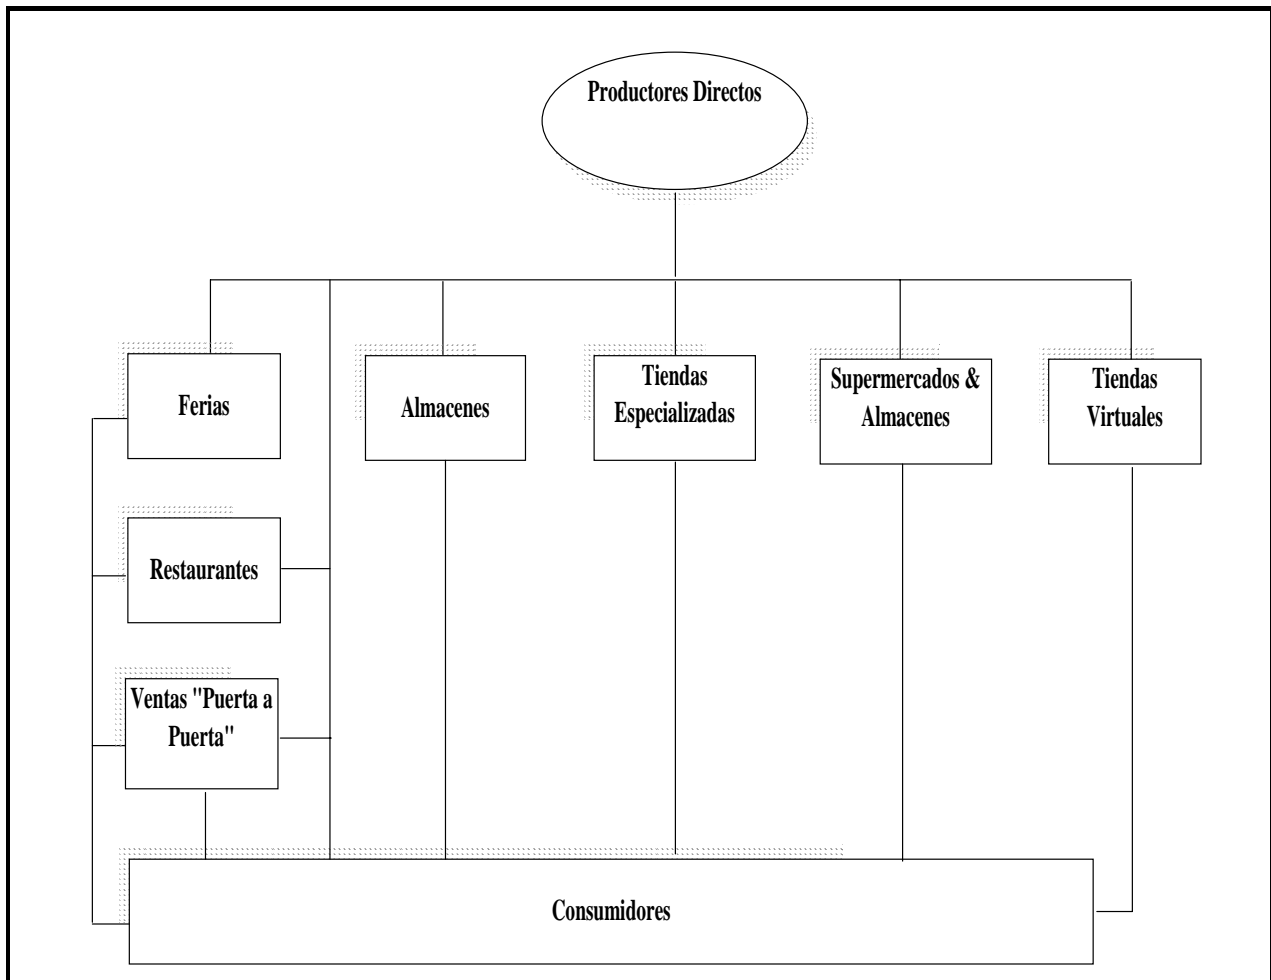 Productores Directos
Ferias
Almacenes
Tiendas
Especializadas
Supermercados &
Almacenes
Tiendas
Virtuales
Restaurantes
Ventas "Puerta a
Puerta"
Consumidores